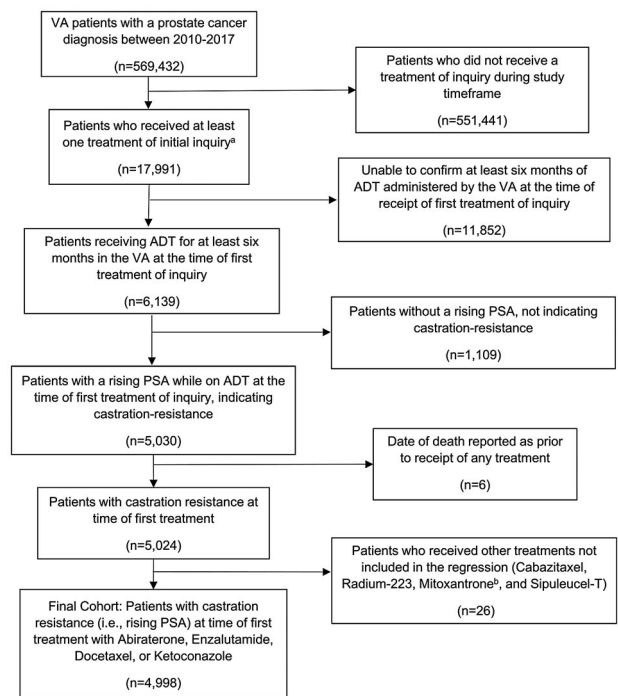 VA patients with a prostate cancer
diagnosis between 2010-2017
(n=569,432)
Patients who did not receive a
treatment of inquiry during study
timeframe
(n=551,441)
Patients who received at least
one treatment of initial inquiryᵃ
(n=17,991)
Unable to confirm at least six months of
ADT administered by the VA at the time of
receipt of first treatment of inquiry
(n=11,852)
Patients receiving ADT for at least six
months in the VA at the time of first
treatment of inquiry
(n=6,139)
Patients without a rising PSA, not indicating
castration-resistance
(n=1,109)
Patients with a rising PSA while on ADT at the
time of first treatment of inquiry, indicating
castration-resistance
(n=5,030)
Date of death reported as prior
to receipt of any treatment
(n=6)
Patients with castration resistance at
time of first treatment
(n=5,024)
Patients who received other treatments not
included in the regression (Cabazitaxel,
Radium-223, Mitoxantroneᵇ, and Sipuleucel-T)
(n=26)
Final Cohort: Patients with castration
resistance (i.e., rising PSA) at time of first
treatment with Abiraterone, Enzalutamide,
Docetaxel, or Ketoconazole
(n=4,998)